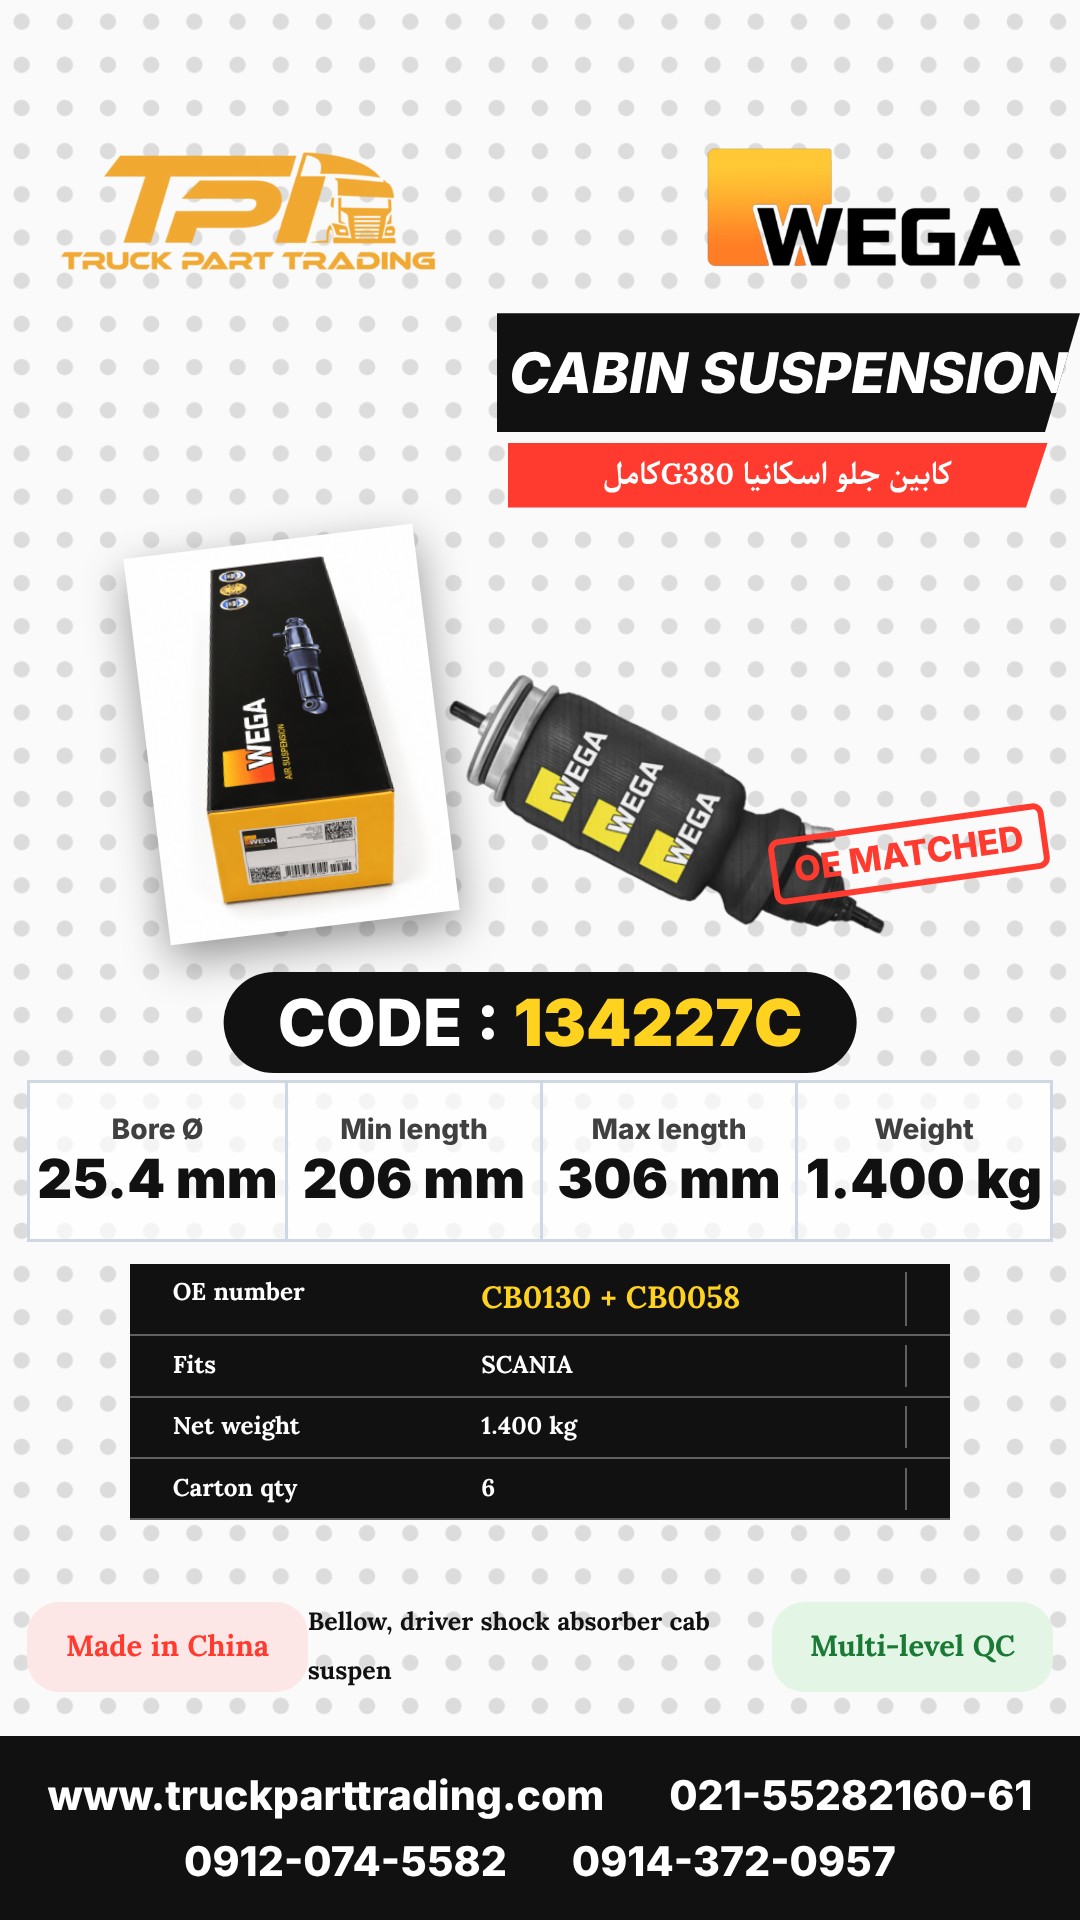 TPT
TRUCK PART TRADING
WEGA
CABIN SUSPENSION
کابین جلو اسکانیا G380کامل
WEGA
AIR SUSPENSION
WEGA
WEGA
WEGA
WEGA
OE MATCHED
CODE : 134227C
Bore Ø Min length Max length Weight
25.4 mm 206 mm 306 mm 1.400 kg
OE number CB0130 + CB0058
Fits SCANIA
Net weight 1.400 kg
Carton qty 6
Made in China
Bellow, driver shock absorber cab
suspen
Multi-level QC
www.truckparttrading.com 021-55282160-61
0912-074-5582 0914-372-0957